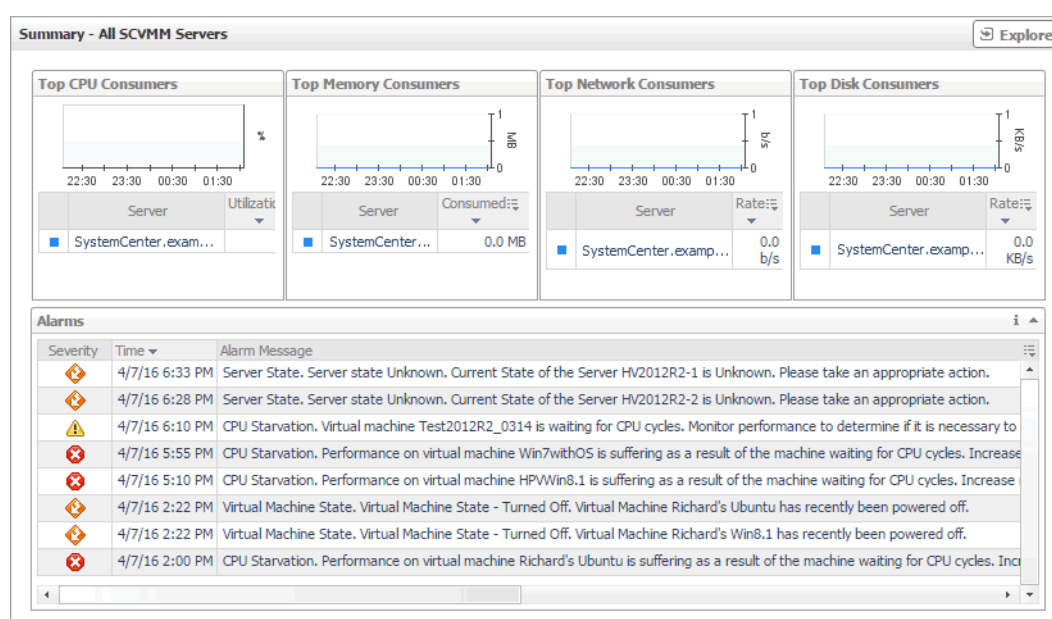 Summary - All SCVMM Servers
Explore
Top CPU Consumers
%
22:30 23:30 00:30 01:30
Server
SystemCenter.exam...
Top Memory Consumers
1
MB
0
22:30 23:30 00:30 01:30
Server Consumed
SystemCenter... 0.0 MB
Top Network Consumers
1
b/s
0
22:30 23:30 00:30 01:30
Server Rate
SystemCenter.examp... 0.0
b/s
Top Disk Consumers
1
KB/s
0
22:30 23:30 00:30 01:30
Server Rate
SystemCenter.examp... 0.0
KB/s
Alarms
Severity Time Alarm Message
4/7/16 6:33 PM Server State. Server state Unknown. Current State of the Server HV2012R2-1 is Unknown. Please take an appropriate action.
4/7/16 6:28 PM Server State. Server state Unknown. Current State of the Server HV2012R2-2 is Unknown. Please take an appropriate action.
4/7/16 6:10 PM CPU Starvation. Virtual machine Test2012R2_0314 is waiting for CPU cycles. Monitor performance to determine if it is necessary to
4/7/16 5:55 PM CPU Starvation. Performance on virtual machine Win7withOS is suffering as a result of the machine waiting for CPU cycles. Increase
4/7/16 5:10 PM CPU Starvation. Performance on virtual machine HPVWin8.1 is suffering as a result of the machine waiting for CPU cycles. Increase
4/7/16 2:22 PM Virtual Machine State. Virtual Machine State - Turned Off. Virtual Machine Richard's Ubuntu has recently been powered off.
4/7/16 2:22 PM Virtual Machine State. Virtual Machine State - Turned Off. Virtual Machine Richard's Win8.1 has recently been powered off.
4/7/16 2:00 PM CPU Starvation. Performance on virtual machine Richard's Ubuntu is suffering as a result of the machine waiting for CPU cycles.